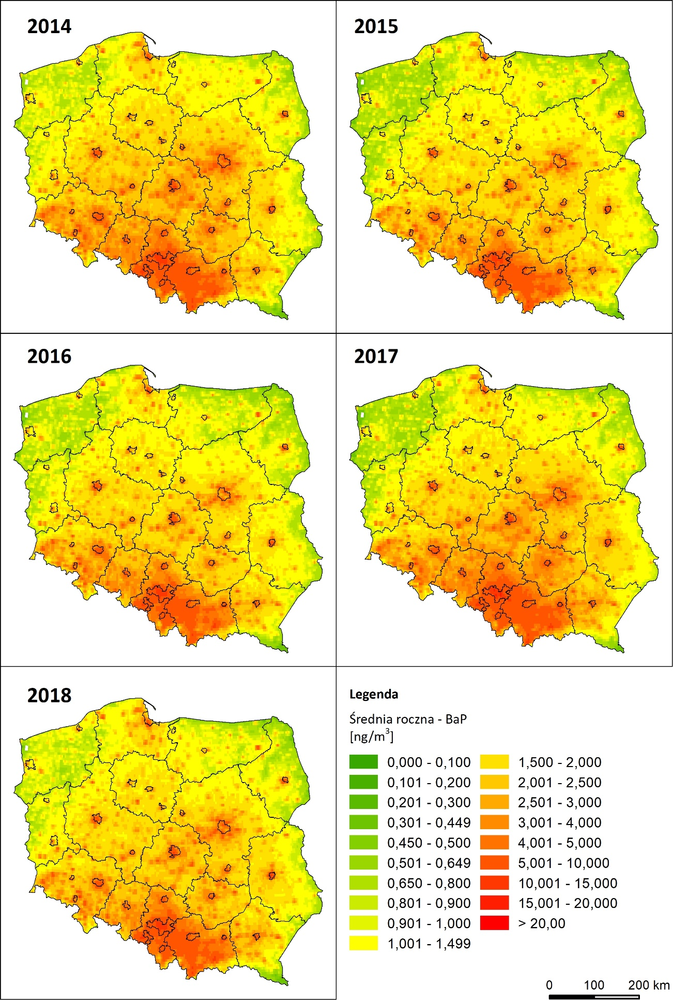 2014
2015
2016
2017
2018
Legenda
Średnia roczna - BaP
[ng/m³]
0,000 - 0,100
0,101 - 0,200
0,201 - 0,300
0,301 - 0,449
0,450 - 0,500
0,501 - 0,649
0,650 - 0,800
0,801 - 0,900
0,901 - 1,000
1,001 - 1,499
1,500 - 2,000
2,001 - 2,500
2,501 - 3,000
3,001 - 4,000
4,001 - 5,000
5,001 - 10,000
10,001 - 15,000
15,001 - 20,000
> 20,00
0 100 200 km